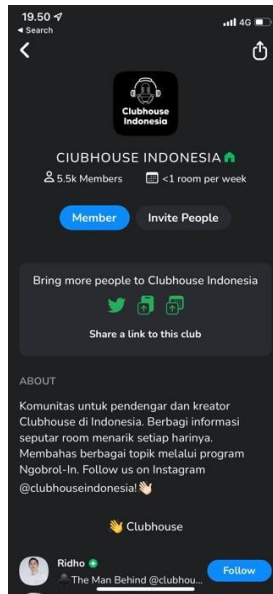 19.50
4G
Search
Clubhouse
Indonesia
CIUBHOUSE INDONESIA
5.5k Members <1 room per week
Member Invite People
Bring more people to Clubhouse Indonesia
Share a link to this club
ABOUT
Komunitas untuk pendengar dan kreator
Clubhouse di Indonesia. Berbagi informasi
seputar room menarik setiap harinya.
Membahas berbagai topik melalui program
Ngobrol-In. Follow us on Instagram
@clubhouseindonesia!👋🏻
👋 Clubhouse
Ridho
The Man Behind @clubhou...
Follow